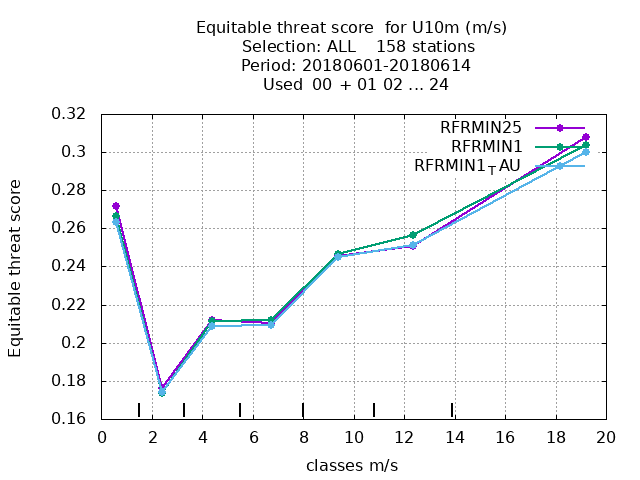 Equitable threat score  for U10m (m/s)
Selection: ALL    158 stations
Period: 20180601-20180614
Used  00 + 01 02 ... 24
Equitable threat score
0.32
0.3
0.28
0.26
0.24
0.22
0.2
0.18
0.16
RFRMIN25
RFRMIN1
RFRMIN1TAU
0 2 4 6 8 10 12 14 16 18 20
classes m/s